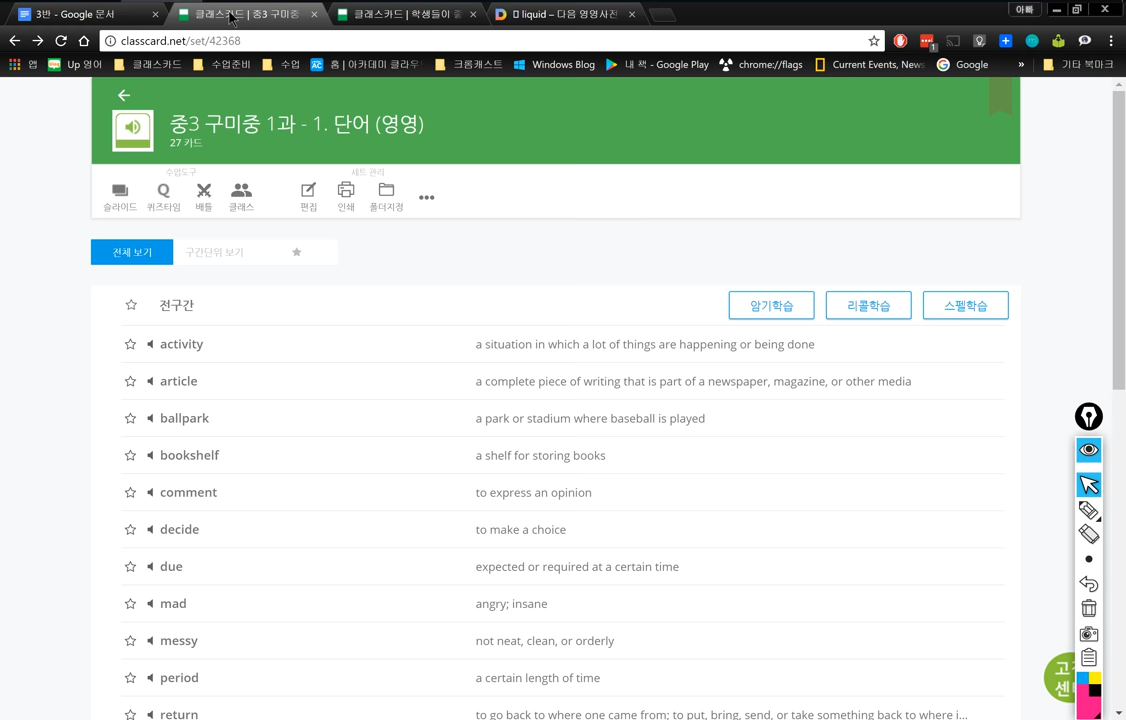 3반 - Google 문서
클래스카드 | 중3 구미중
클래스카드 | 학생들이 좋
liquid – 다음 영영사전
아빠
classcard.net/set/42368
1
앱
Up 영어
클래스카드
수업준비
수업
홈 | 아카데미 클라우
크롬캐스트
Windows Blog
내 책 - Google Play
chrome://flags
Current Events, News
Google
»
기타 북마크
중3 구미중 1과 - 1. 단어 (영영)
27 카드
수업도구
세트 관리
슬라이드
Q
퀴즈타임
배틀
클래스
편집
인쇄
폴더지정
전체 보기
구간단위 보기
전구간
암기학습
리콜학습
스펠학습
activity
a situation in which a lot of things are happening or being done
article
a complete piece of writing that is part of a newspaper, magazine, or other media
ballpark
a park or stadium where baseball is played
bookshelf
a shelf for storing books
comment
to express an opinion
decide
to make a choice
due
expected or required at a certain time
mad
angry; insane
messy
not neat, clean, or orderly
period
a certain length of time
return
to go back to where one came from; to put, bring, send, or take something back to where i...
고
센